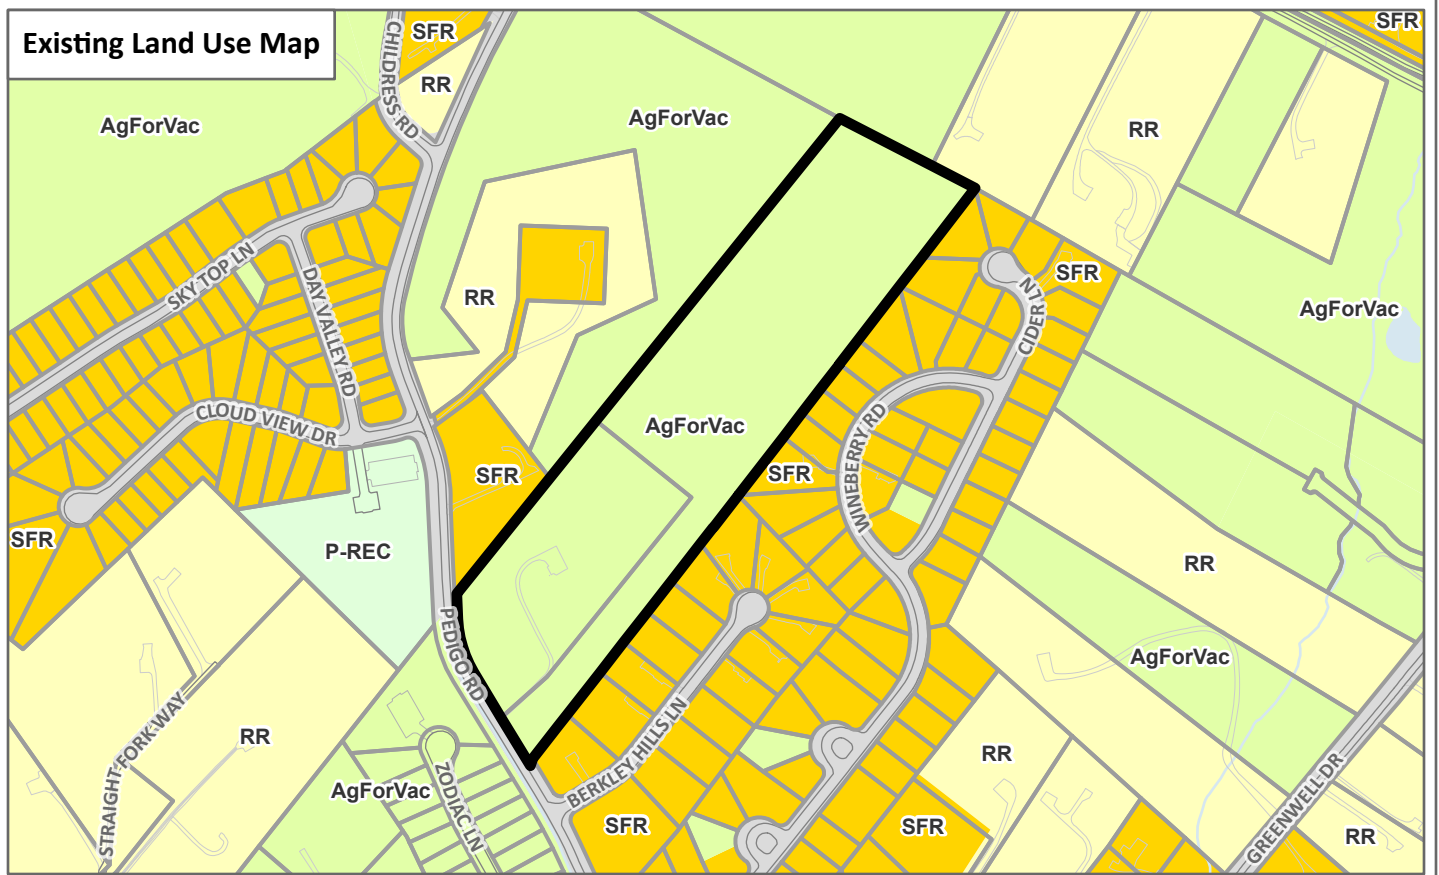 Existing Land Use Map
SFR
SFR
CHILDRESS RD
RR
AgForVac
AgForVac
RR
SKY TOP LN
DAY VALLEY RD
RR
SFR
CIDER LN
AgForVac
CLOUD VIEW DR
AgForVac
WINEBERRY RD
SFR
SFR
SFR
P-REC
RR
PEDIGO RD
AgForVac
STRAIGHT FORK WAY
RR
BERKLEY HILLS LN
RR
AgForVac
ZODIAC LN
SFR
SFR
GREENWELL DR
RR